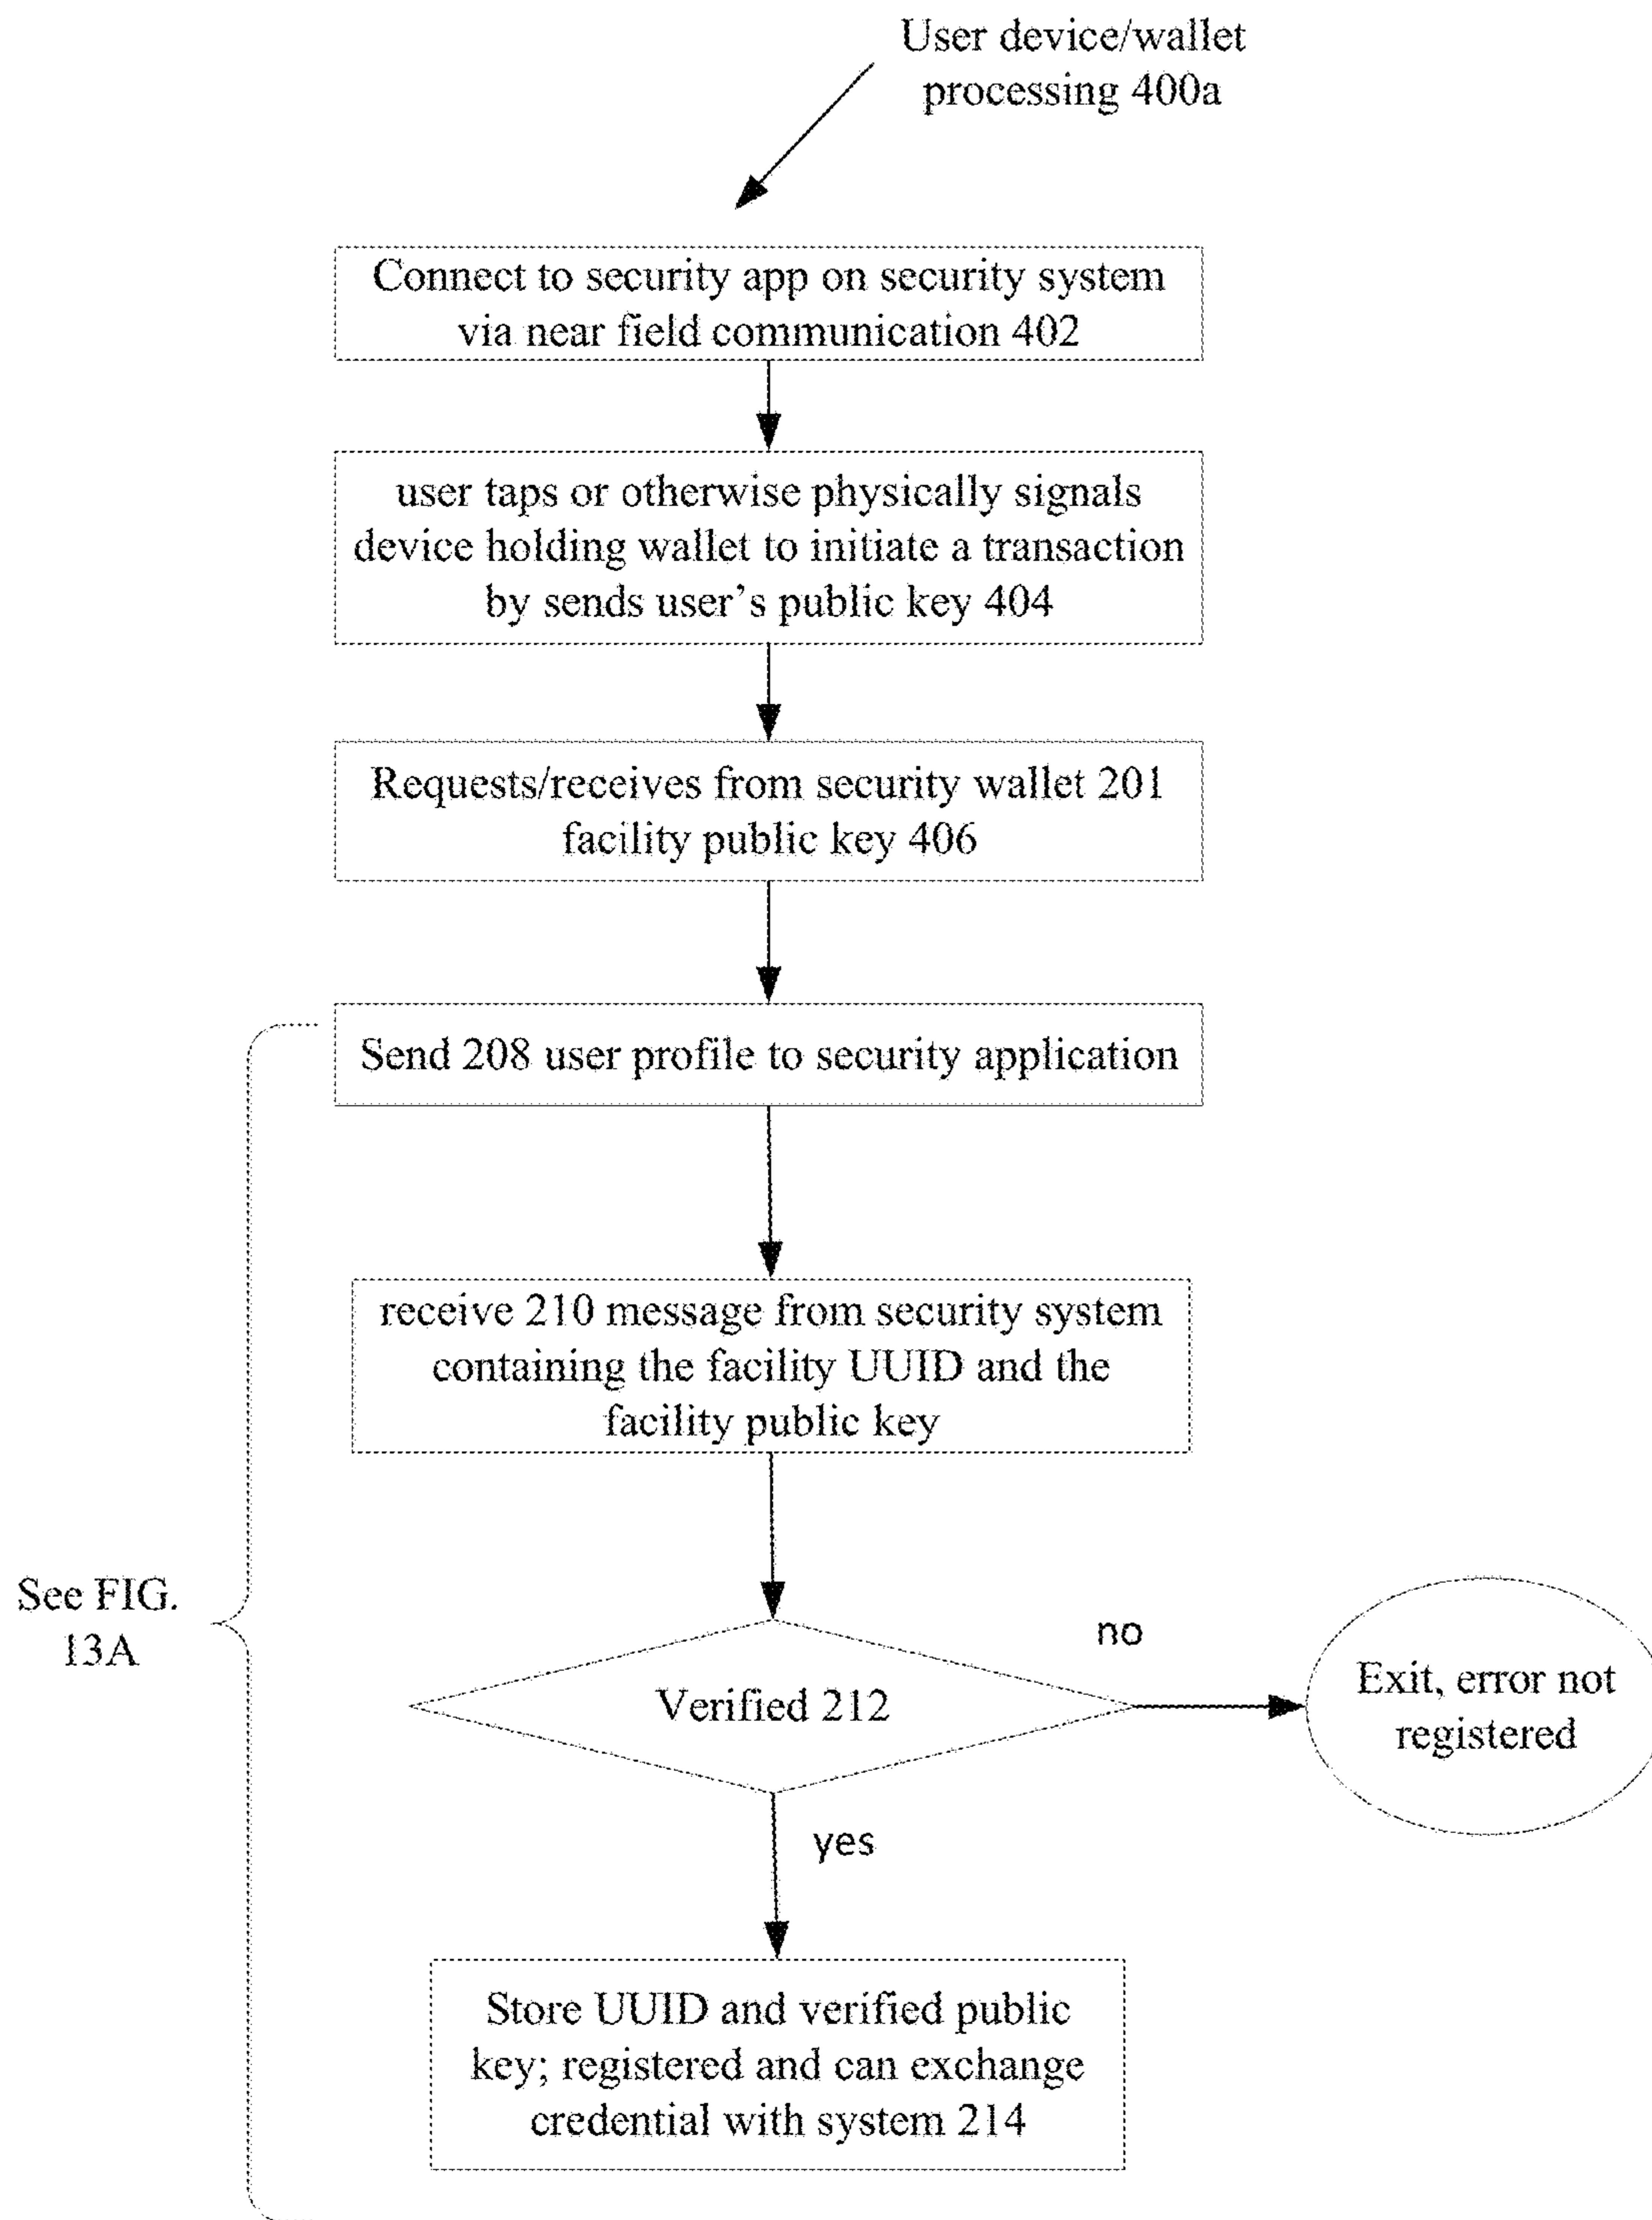 User device/wallet
processing 400a
Connect to security app on security system
via near field communication 402
user taps or otherwise physically signals
device holding wallet to initiate a transaction
by sends user’s public key 404
Requests/receives from security wallet 201
facility public key 406
Send 208 user profile to security application
receive 210 message from security system
containing the facility UUID and the
facility public key
See FIG.
13A
no
Verified 212
Exit, error not
registered
yes
Store UUID and verified public
key; registered and can exchange
credential with system 214